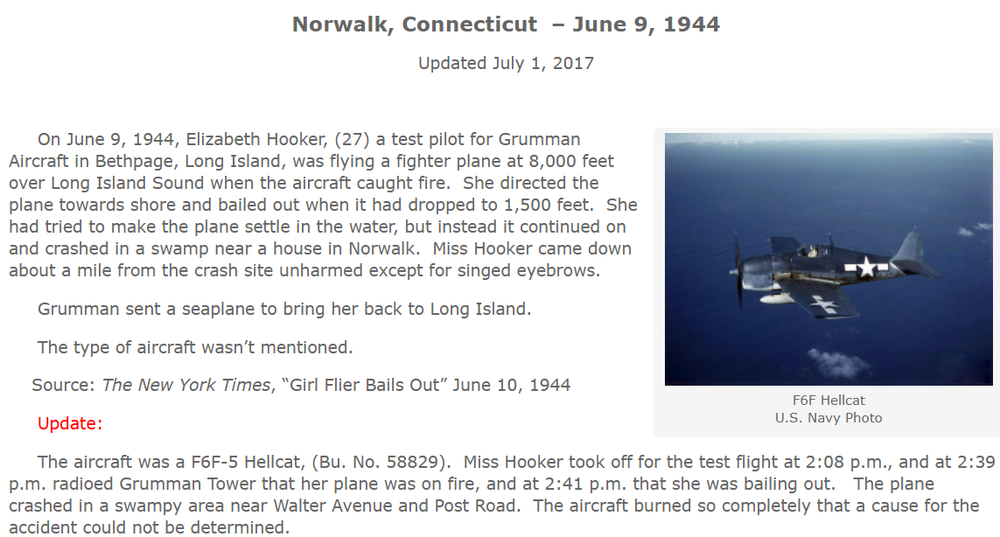 Norwalk, Connecticut – June 9, 1944
Updated July 1, 2017
On June 9, 1944, Elizabeth Hooker, (27) a test pilot for Grumman
Aircraft in Bethpage, Long Island, was flying a fighter plane at 8,000 feet
over Long Island Sound when the aircraft caught fire. She directed the
plane towards shore and bailed out when it had dropped to 1,500 feet. She
had tried to make the plane settle in the water, but instead it continued on
and crashed in a swamp near a house in Norwalk. Miss Hooker came down
about a mile from the crash site unharmed except for singed eyebrows.
Grumman sent a seaplane to bring her back to Long Island.
The type of aircraft wasn’t mentioned.
Source: The New York Times, “Girl Flier Bails Out” June 10, 1944
F6F Hellcat
U.S. Navy Photo
Update:
The aircraft was a F6F-5 Hellcat, (Bu. No. 58829). Miss Hooker took off for the test flight at 2:08 p.m., and at 2:39
p.m. radioed Grumman Tower that her plane was on fire, and at 2:41 p.m. that she was bailing out. The plane
crashed in a swampy area near Walter Avenue and Post Road. The aircraft burned so completely that a cause for the
accident could not be determined.